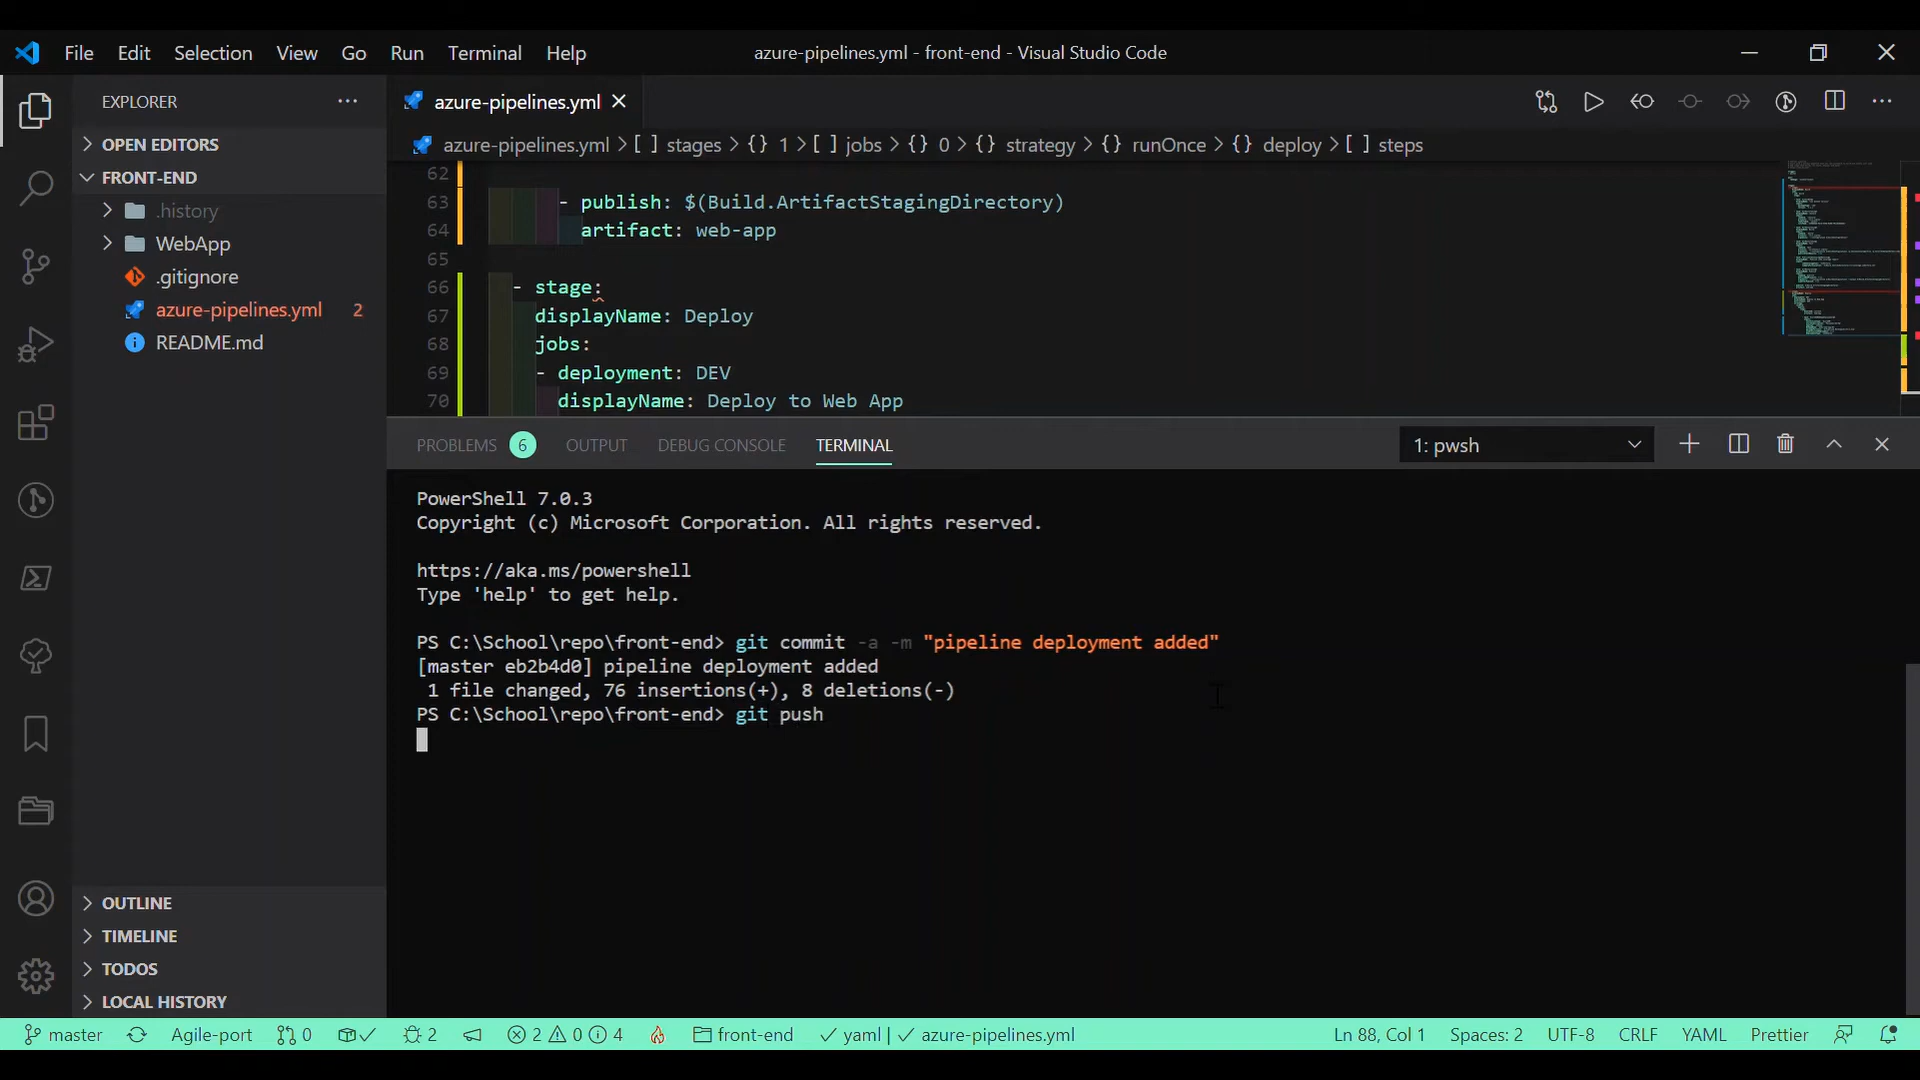 File Edit Selection View Go Run Terminal Help
azure-pipelines.yml - front-end - Visual Studio Code
EXPLORER
OPEN EDITORS
FRONT-END
.history
WebApp
.gitignore
azure-pipelines.yml 2
README.md
OUTLINE
TIMELINE
TODOS
LOCAL HISTORY
azure-pipelines.yml
azure-pipelines.yml > [ ] stages > {} 1 > [ ] jobs > {} 0 > {} strategy > {} runOnce > {} deploy > [ ] steps
62
63 - publish: $(Build.ArtifactStagingDirectory)
64 artifact: web-app
65
66 - stage:
67 displayName: Deploy
68 jobs:
69 - deployment: DEV
70 displayName: Deploy to Web App
PROBLEMS 6 OUTPUT DEBUG CONSOLE TERMINAL 1: pwsh
PowerShell 7.0.3
Copyright (c) Microsoft Corporation. All rights reserved.
https://aka.ms/powershell
Type 'help' to get help.
PS C:\School\repo\front-end> git commit -a -m "pipeline deployment added"
[master eb2b4d0] pipeline deployment added
1 file changed, 76 insertions(+), 8 deletions(-)
PS C:\School\repo\front-end> git push
master Agile-port 0 2 2 0 4 front-end yaml | azure-pipelines.yml Ln 88, Col 1 Spaces: 2 UTF-8 CRLF YAML Prettier